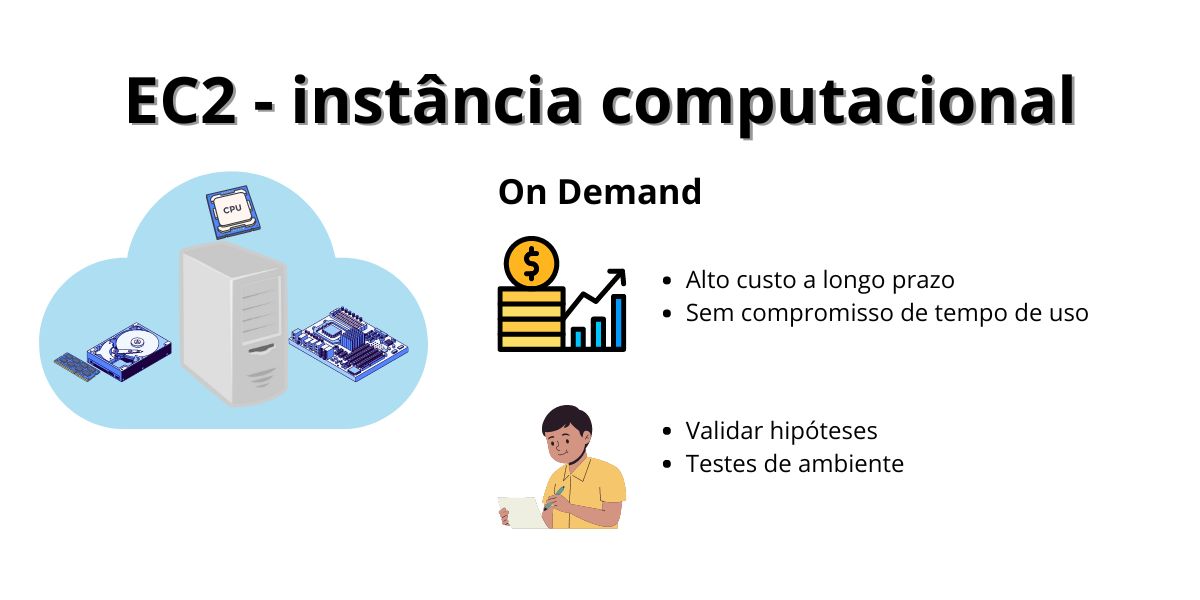 EC2 - instância computacional
CPU
On Demand
$
• Alto custo a longo prazo
• Sem compromisso de tempo de uso
• Validar hipóteses
• Testes de ambiente